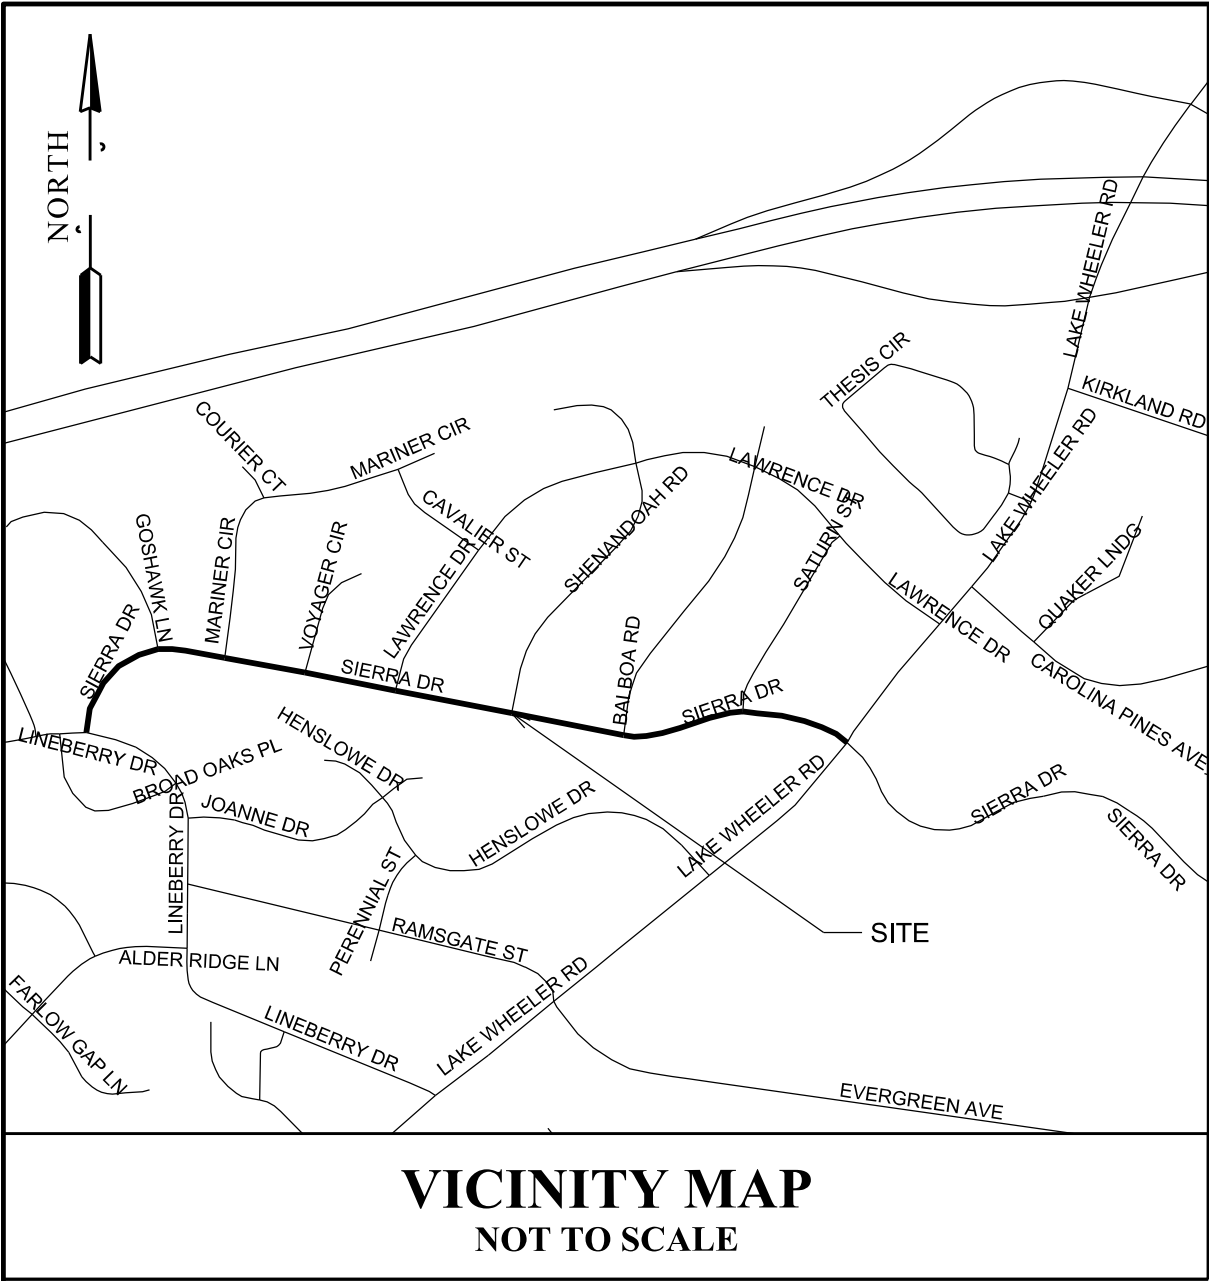 NORTH
LAKE WHEELER RD
THESIS CIR
KIRKLAND RD
COURIER CT
MARINER CIR
LAWRENCE DR
LAKE WHEELER RD
CAVALIER ST
SHENANDOAH RD
SATURN ST
GOSHAWK LN
MARINER CIR
VOYAGER CIR
LAWRENCE DR
QUAKER LNDG
LAWRENCE DR
SIERRA DR
SIERRA DR
BALBOA RD
SIERRA DR
CAROLINA PINES AVE
HENSLOWE DR
LINEBERRY DR
BROAD OAKS PL
JOANNE DR
HENSLOWE DR
LAKE WHEELER RD
SIERRA DR
SIERRA DR
LINEBERRY DR
PERENNIAL ST
RAMSGATE ST
SITE
ALDER RIDGE LN
FARLOW GAP LN
LINEBERRY DR
LAKE WHEELER RD
EVERGREEN AVE
VICINITY MAP
NOT TO SCALE